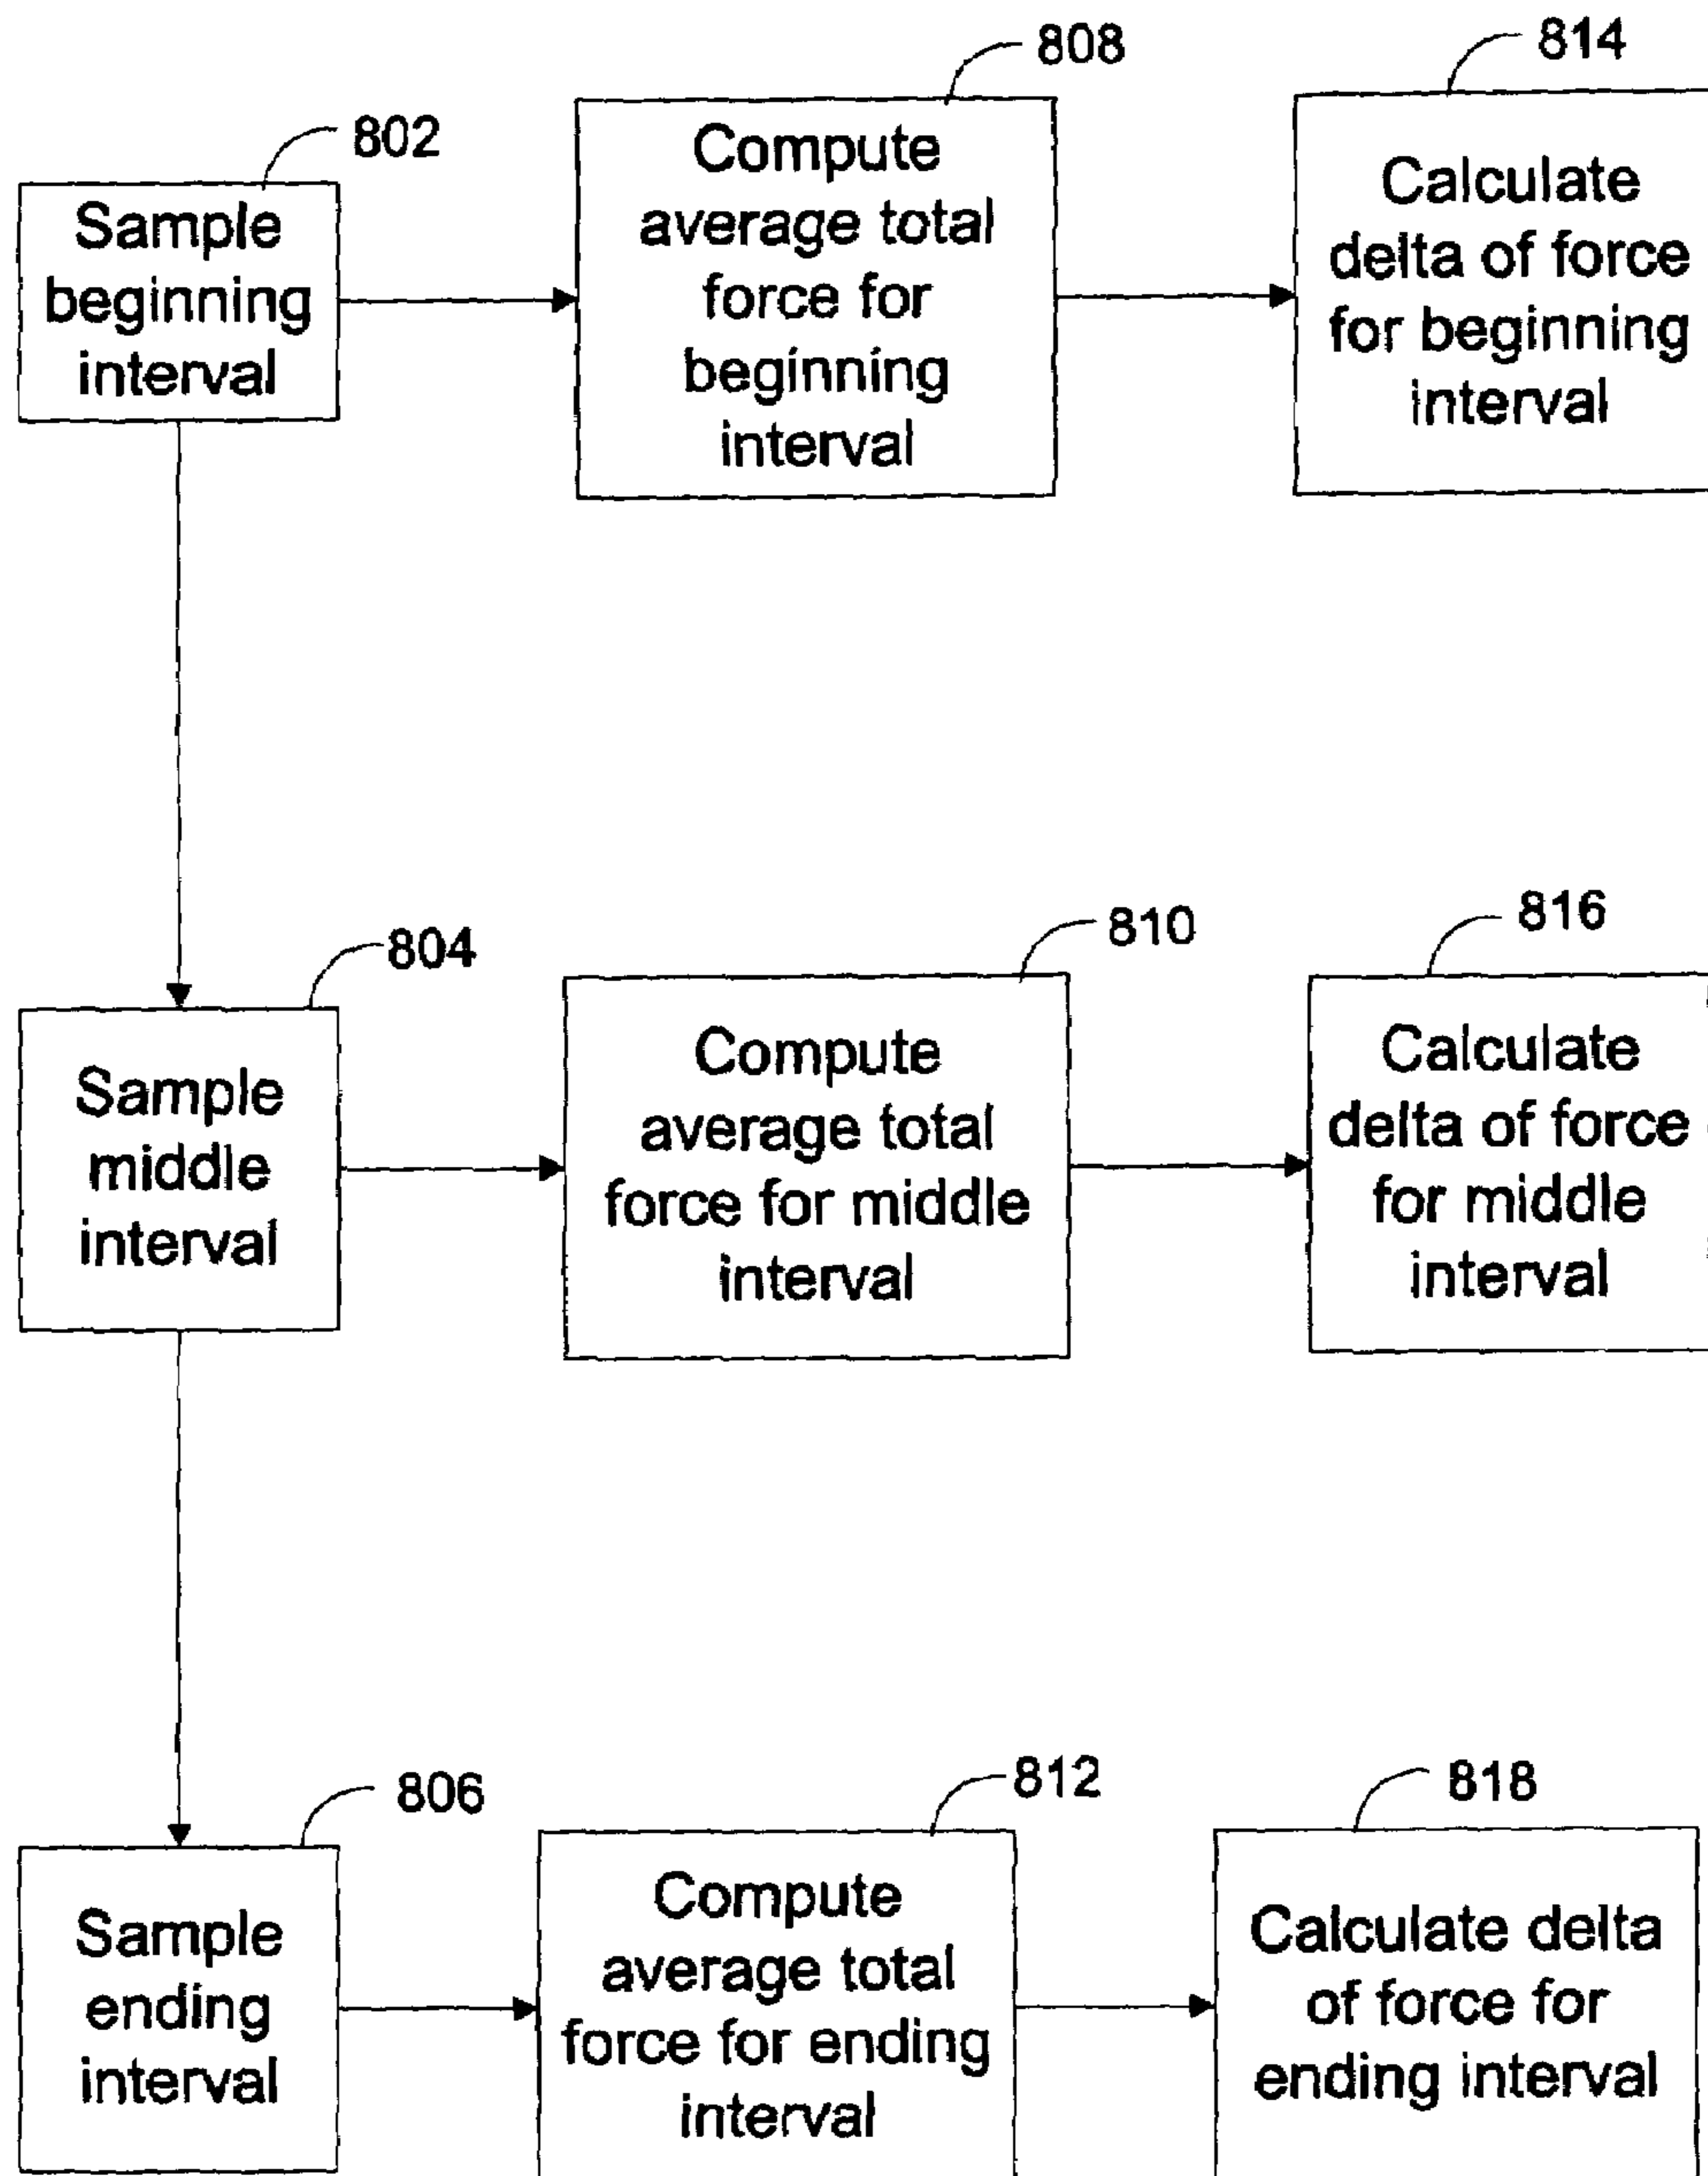 802
Sample
beginning
interval
808
Compute
average total
force for
beginning
interval
814
Calculate
delta of force
for beginning
interval
804
Sample
middle
interval
810
Compute
average total
force for middle
interval
816
Calculate
delta of force
for middle
interval
806
Sample
ending
interval
812
Compute
average total
force for ending
interval
818
Calculate delta
of force for
ending interval